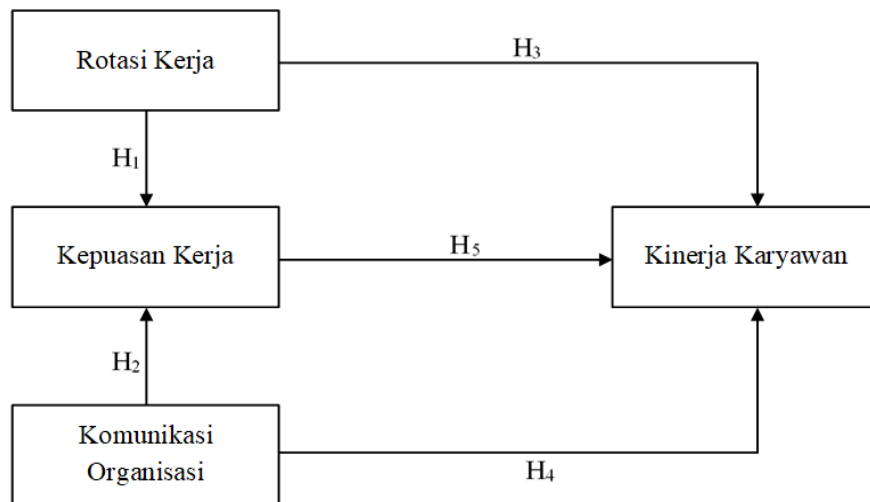 Rotasi Kerja
H₃
H₁
Kepuasan Kerja
H₅
Kinerja Karyawan
H₂
Komunikasi
Organisasi
H₄